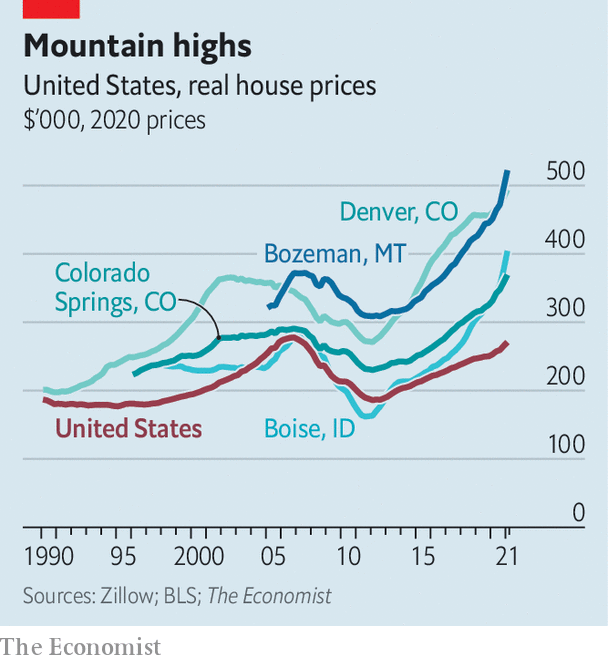 Mountain highs
United States, real house prices
$’000, 2020 prices
500
Denver, CO
400
Bozeman, MT
Colorado
Springs, CO
300
200
United States
Boise, ID
100
0
1990 95 2000 05 10 15 21
Sources: Zillow; BLS; The Economist
The Economist